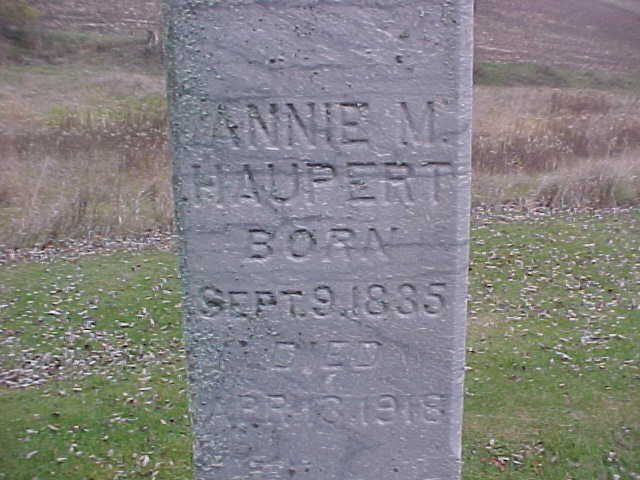 ANNIE M.
HAUPERT
BORN
SEPT. 9. 1835
DIED
APR. 13. 1918